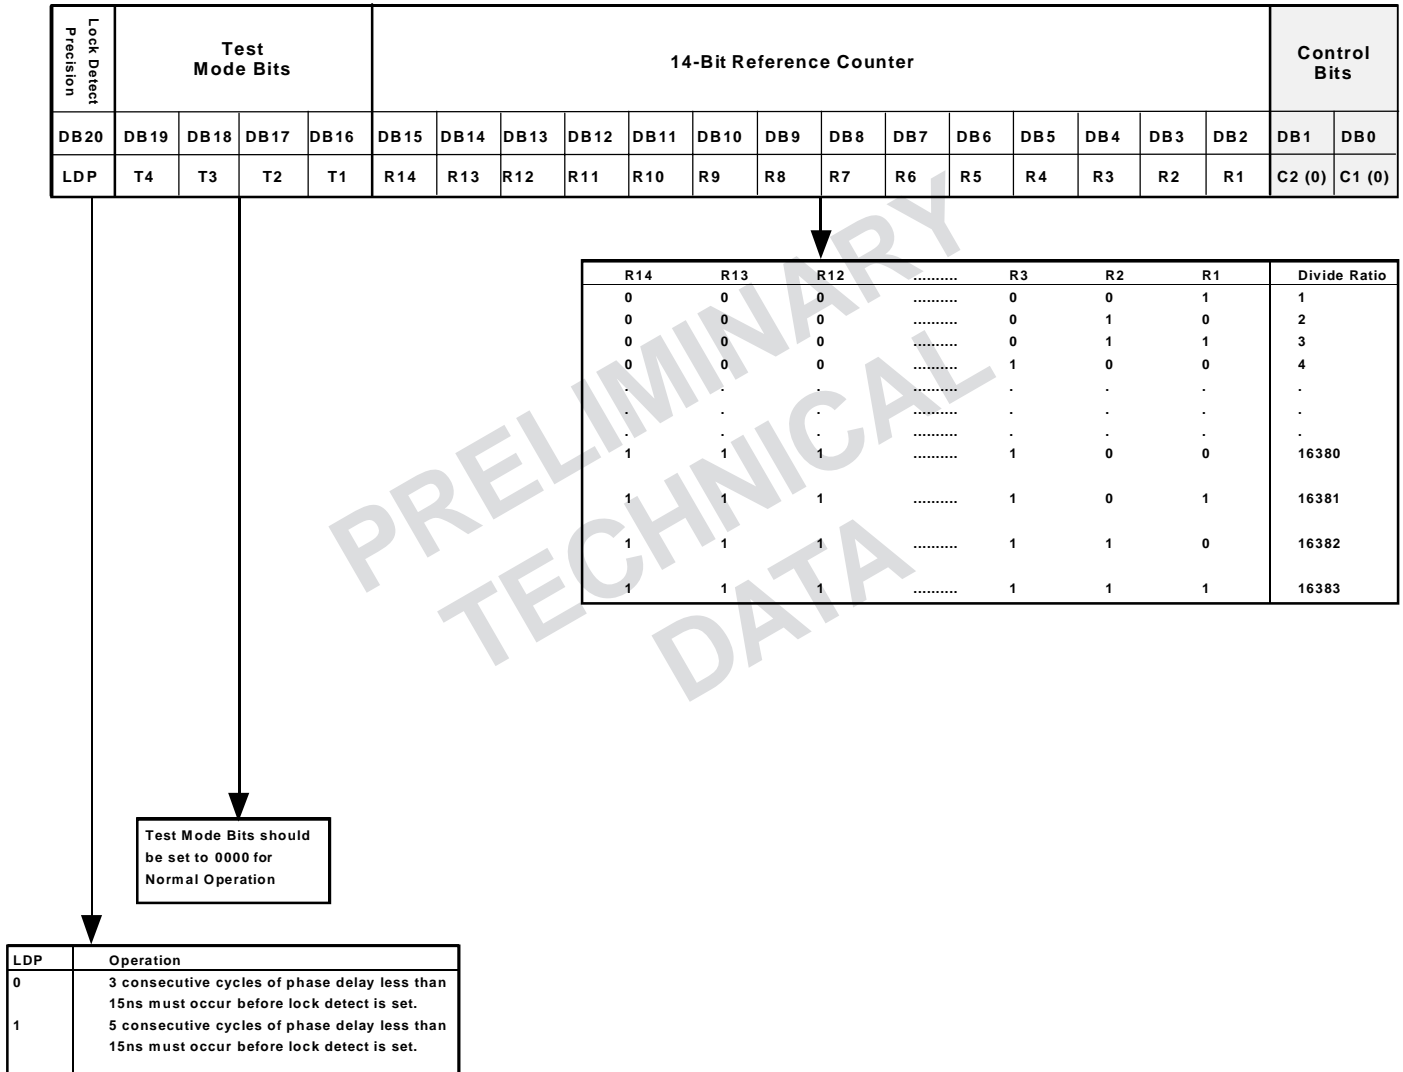 Lock Detect
Precision
Test
Mode Bits
14-Bit Reference Counter
Control
Bits
DB20 DB19 DB18 DB17 DB16 DB15 DB14 DB13 DB12 DB11 DB10 DB9 DB8 DB7 DB6 DB5 DB4 DB3 DB2 DB1 DB0
LDP T4 T3 T2 T1 R14 R13 R12 R11 R10 R9 R8 R7 R6 R5 R4 R3 R2 R1 C2 (0) C1 (0)
R14 R13 R12 .......... R3 R2 R1 Divide Ratio
0 0 0 .......... 0 0 1 1
0 0 0 .......... 0 1 0 2
0 0 0 .......... 0 1 1 3
0 0 0 .......... 1 0 0 4
. . . .......... . . . .
. . . .......... . . . .
. . . .......... . . . .
1 1 1 .......... 1 0 0 16380
1 1 1 .......... 1 0 1 16381
1 1 1 .......... 1 1 0 16382
1 1 1 .......... 1 1 1 16383
PRELIMINARY
TECHNICAL
DATA
Test Mode Bits should
be set to 0000 for
Normal Operation
LDP Operation
0 3 consecutive cycles of phase delay less than
15ns must occur before lock detect is set.
1 5 consecutive cycles of phase delay less than
15ns must occur before lock detect is set.